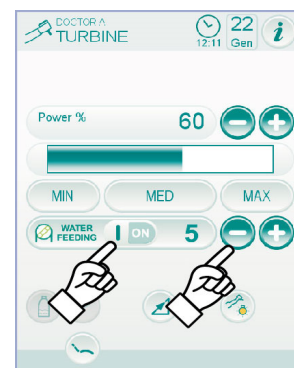 DOCTOR A
TURBINE
12:11
22
Gen
i
Power %
60
MIN
MED
MAX
WATER
FEEDING
I ON
5